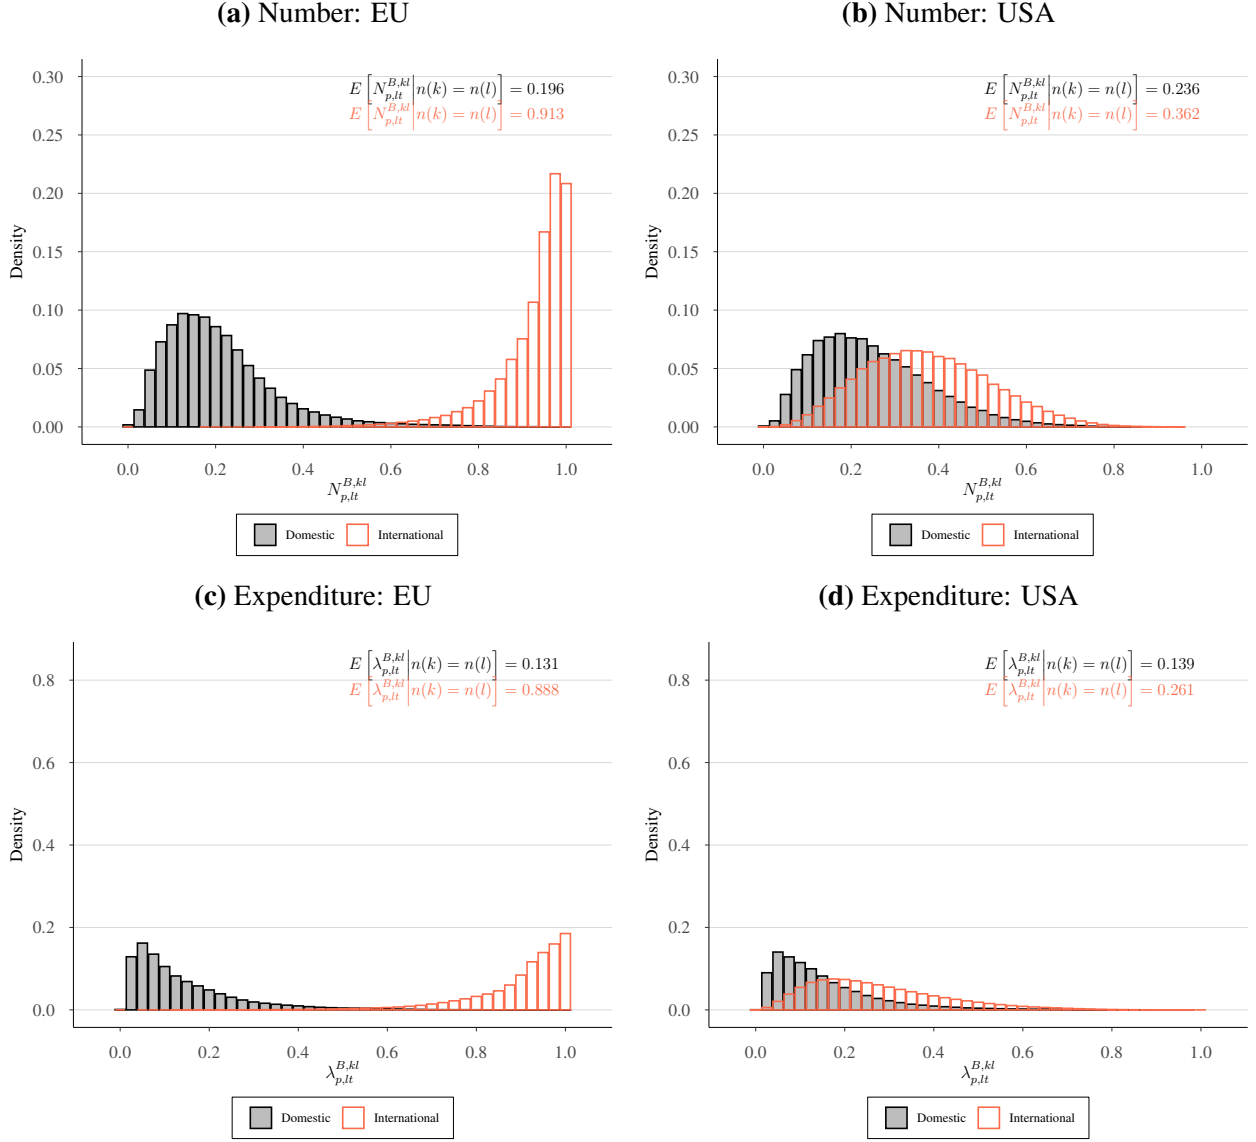 (a) Number: EU
E [N^{B,kl}_{p,lt} | n(k) = n(l)] = 0.196
E [N^{B,kl}_{p,lt} | n(k) = n(l)] = 0.913
0.30
0.25
0.20
0.15
0.10
0.05
0.00
Density
0.0 0.2 0.4 0.6 0.8 1.0
N^{B,kl}_{p,lt}
Domestic International
(b) Number: USA
E [N^{B,kl}_{p,lt} | n(k) = n(l)] = 0.236
E [N^{B,kl}_{p,lt} | n(k) = n(l)] = 0.362
0.30
0.25
0.20
0.15
0.10
0.05
0.00
Density
0.0 0.2 0.4 0.6 0.8 1.0
N^{B,kl}_{p,lt}
Domestic International
(c) Expenditure: EU
E [λ^{B,kl}_{p,lt} | n(k) = n(l)] = 0.131
E [λ^{B,kl}_{p,lt} | n(k) = n(l)] = 0.888
0.8
0.6
0.4
0.2
0.0
Density
0.0 0.2 0.4 0.6 0.8 1.0
λ^{B,kl}_{p,lt}
Domestic International
(d) Expenditure: USA
E [λ^{B,kl}_{p,lt} | n(k) = n(l)] = 0.139
E [λ^{B,kl}_{p,lt} | n(k) = n(l)] = 0.261
0.8
0.6
0.4
0.2
0.0
Density
0.0 0.2 0.4 0.6 0.8 1.0
λ^{B,kl}_{p,lt}
Domestic International